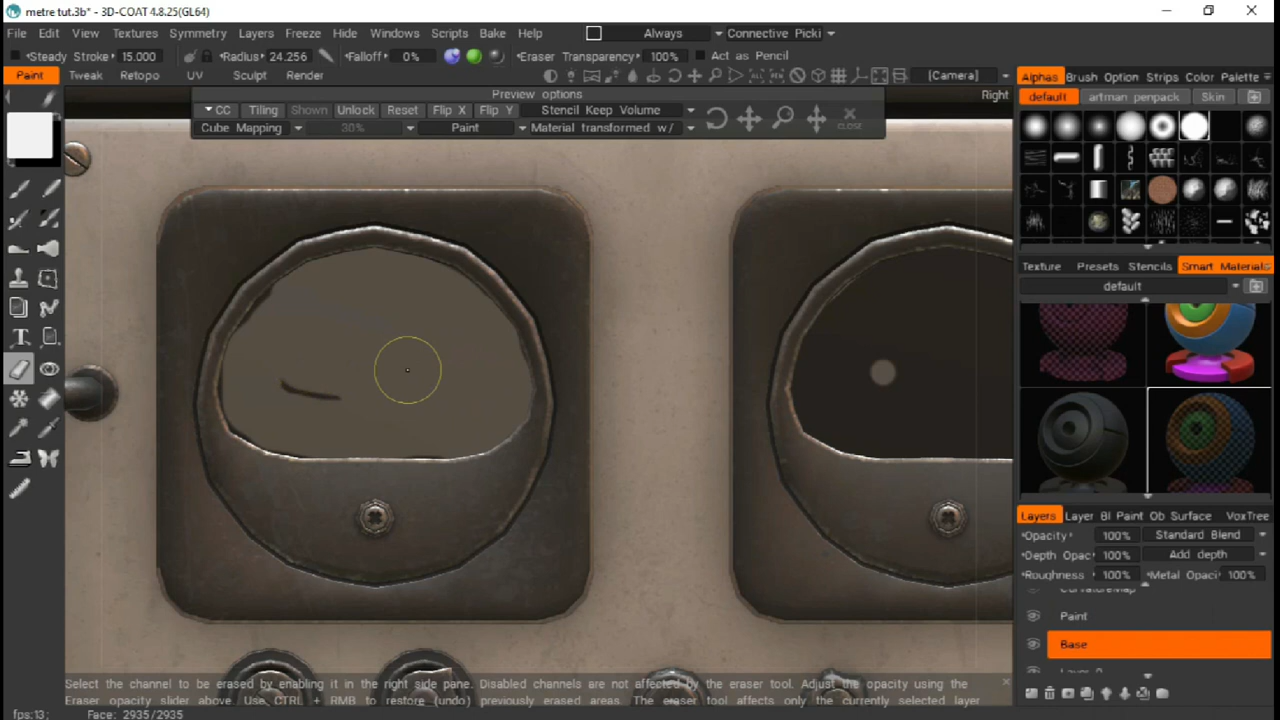 metre tut.3b* - 3D-COAT 4.8.25(GL64)
File Edit View Textures Symmetry Layers Freeze Hide Windows Scripts Bake Help Always Connective Picki
Steady Stroke 15.000 Radius 24.256 Falloff 0% Eraser Transparency 100% Act as Pencil
Paint Tweak Retopo UV Sculpt Render [Camera] Alphas Brush Option Strips Color Palette
Preview options Right
default artman penpack Skin
CC Tiling Shown Unlock Reset Flip X Flip Y Stencil Keep Volume
Cube Mapping 30% Paint Material transformed w/ CLOSE
Texture Presets Stencils Smart Materials
default
Layers Layer Bl Paint Ob Surface VoxTree
Opacity 100% Standard Blend
Depth Opac 100% Add depth
Roughness 100% Metal Opaci 100%
CurvatureMap
Paint
Base
Layer 0
Select the channel to be erased by enabling it in the right side pane. Disabled channels are not affected by the eraser tool. Adjust the opacity using the
Eraser opacity slider above. Use CTRL + RMB to restore (undo) previously erased areas. The eraser tool affects only the currently selected layer
fps:13; Face: 2935/2935